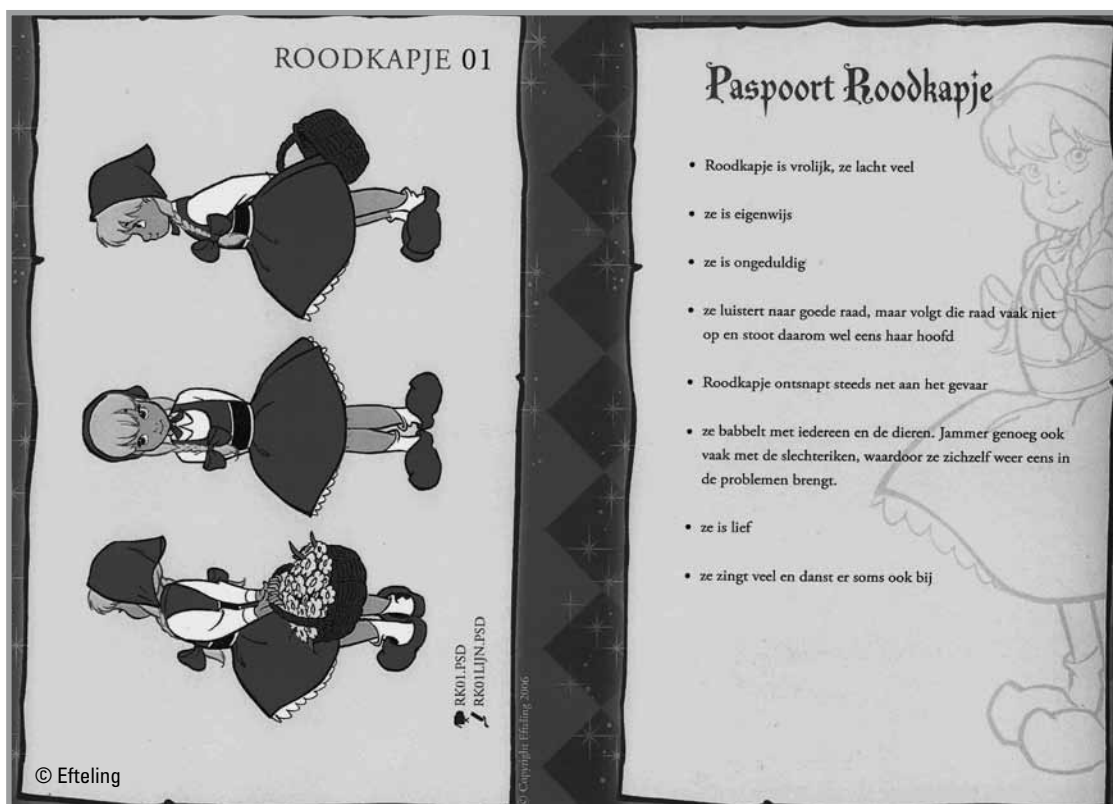 ROODKAPJE 01
RK01.PSD
RK01LIJN.PSD
© Efteling
© Copyright Efteling 2006
Paspoort Roodkapje
• Roodkapje is vrolijk, ze lacht veel
• ze is eigenwijs
• ze is ongeduldig
• ze luistert naar goede raad, maar volgt die raad vaak niet
op en stoot daarom wel eens haar hoofd
• Roodkapje ontsnapt steeds net aan het gevaar
• ze babbelt met iedereen en de dieren. Jammer genoeg ook
vaak met de slechteriken, waardoor ze zichzelf weer eens in
de problemen brengt.
• ze is lief
• ze zingt veel en danst er soms ook bij